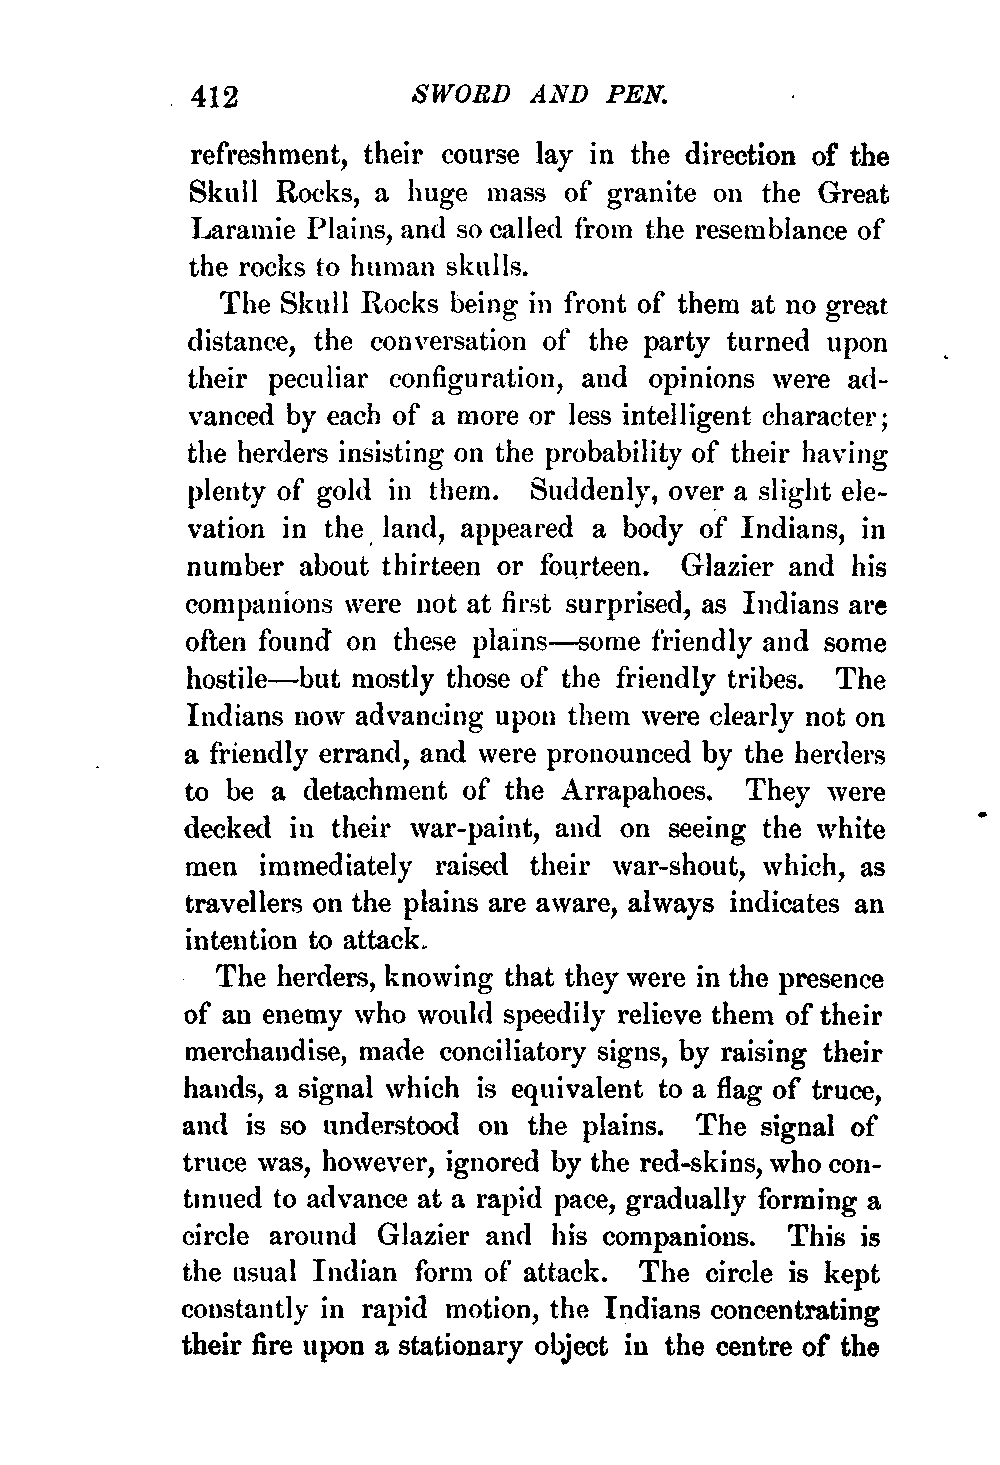 412 SWORD AND PEN.
refreshment, their course lay in the direction of the
Skull Rocks, a huge mass of granite on the Great
Laramie Plains, and so called from the resemblance of
the rocks to human skulls.
The Skull Rocks being in front of them at no great
distance, the conversation of the party turned upon
their peculiar configuration, and opinions were ad-
vanced by each of a more or less intelligent character;
the herders insisting on the probability of their having
plenty of gold in them. Suddenly, over a slight ele-
vation in the land, appeared a body of Indians, in
number about thirteen or fourteen. Glazier and his
companions were not at first surprised, as Indians are
often found on these plains—some friendly and some
hostile—but mostly those of the friendly tribes. The
Indians now advancing upon them were clearly not on
a friendly errand, and were pronounced by the herders
to be a detachment of the Arrapahoes. They were
decked in their war-paint, and on seeing the white
men immediately raised their war-shout, which, as
travellers on the plains are aware, always indicates an
intention to attack.
The herders, knowing that they were in the presence
of an enemy who would speedily relieve them of their
merchandise, made conciliatory signs, by raising their
hands, a signal which is equivalent to a flag of truce,
and is so understood on the plains. The signal of
truce was, however, ignored by the red-skins, who con-
tinued to advance at a rapid pace, gradually forming a
circle around Glazier and his companions. This is
the usual Indian form of attack. The circle is kept
constantly in rapid motion, the Indians concentrating
their fire upon a stationary object in the centre of the